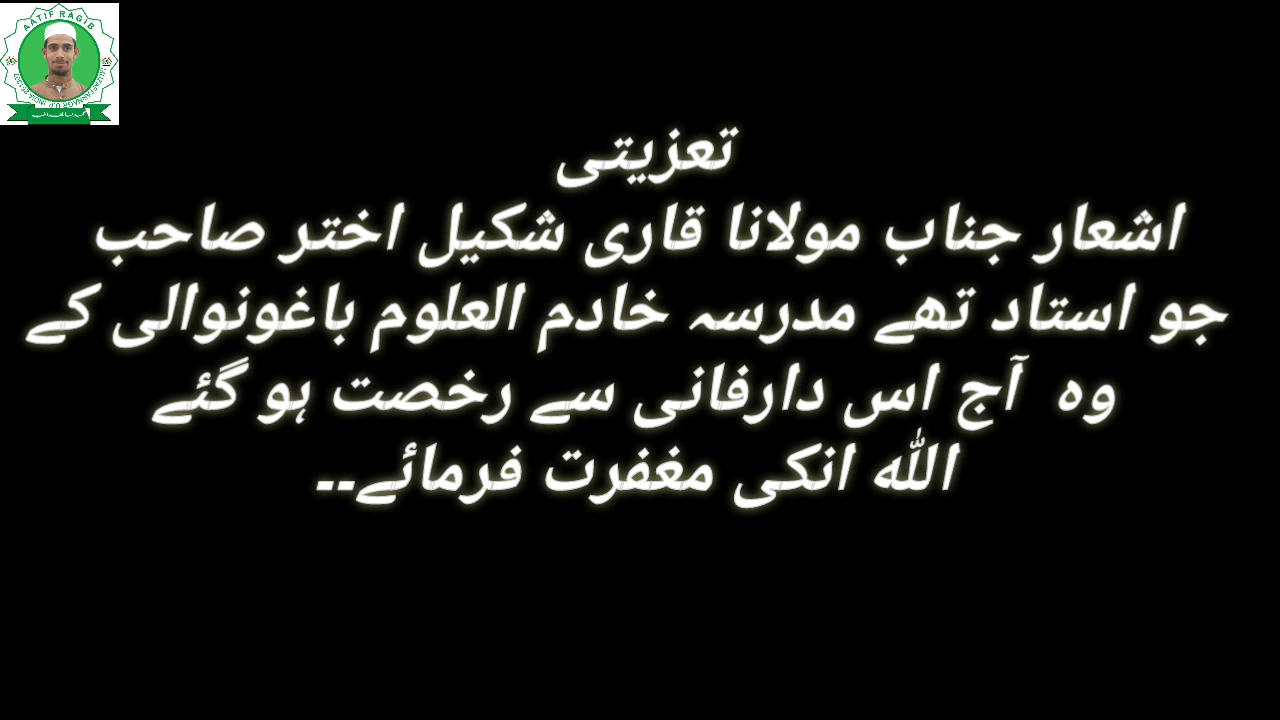 AATIF RAGIB
تعزیتی
اشعار جناب مولانا قاری شکیل اختر صاحب
جو استاد تھے مدرسہ خادم العلوم باغونوالی کے
وہ آج اس دارفانی سے رخصت ہو گئے
اللہ انکی مغفرت فرمائے۔۔